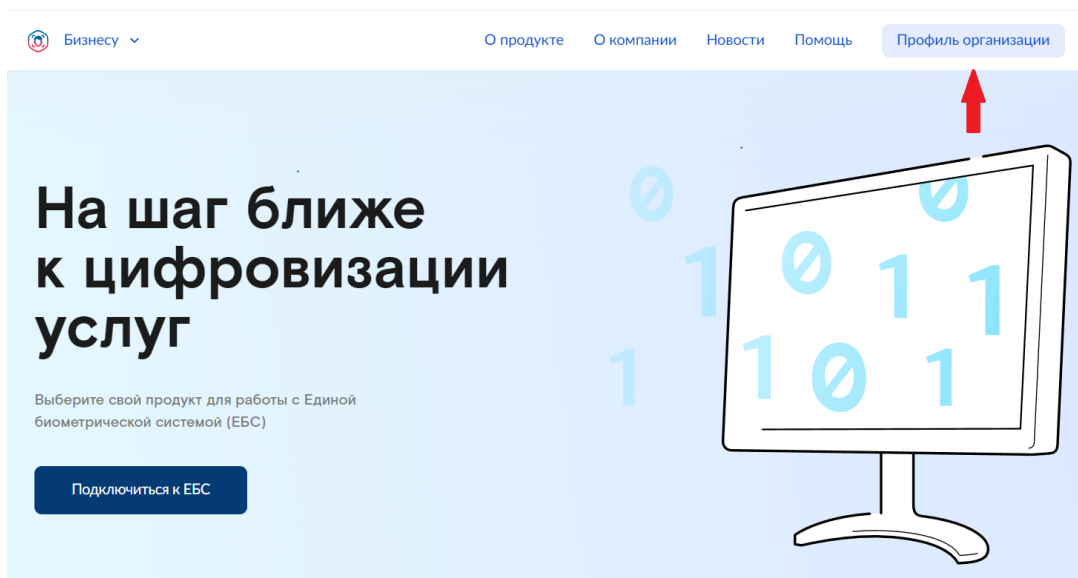 Бизнесу
О продукте
О компании
Новости
Помощь
Профиль организации
На шаг ближе
к цифровизации
услуг
Выберите свой продукт для работы с Единой
биометрической системой (ЕБС)
Подключиться к ЕБС
0
0
1
0
1
1
1
1
0
1